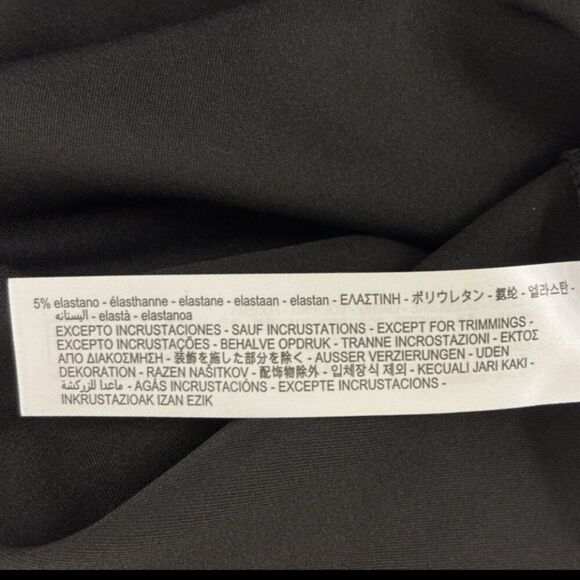 5% elastano - élasthanne - elastane - elastaan - elastan - ΕΛΑΣΤΙΝΗ - ポリウレタン - 氨纶 - 엘라스탄 -
اليستانه - elastà - elastanoa
EXCEPTO INCRUSTACIONES - SAUF INCRUSTATIONS - EXCEPT FOR TRIMMINGS -
EXCEPTO INCRUSTAÇÕES - BEHALVE OPDRUK - TRANNE INCROSTAZIONI - ΕΚΤΟΣ
ΑΠΟ ΔΙΑΚΟΣΜΗΣΗ - 装飾を施した部分を除く - AUSSER VERZIERUNGEN - UDEN
DEKORATION - RAZEN NAŠITKOV - 配饰物除外 - 입체장식 제외 - KECUALI JARI KAKI -
ماعدا للزركشة - AGÁS INCRUSTACIÓNS - EXCEPTE INCRUSTACIONS -
INKRUSTAZIOAK IZAN EZIK